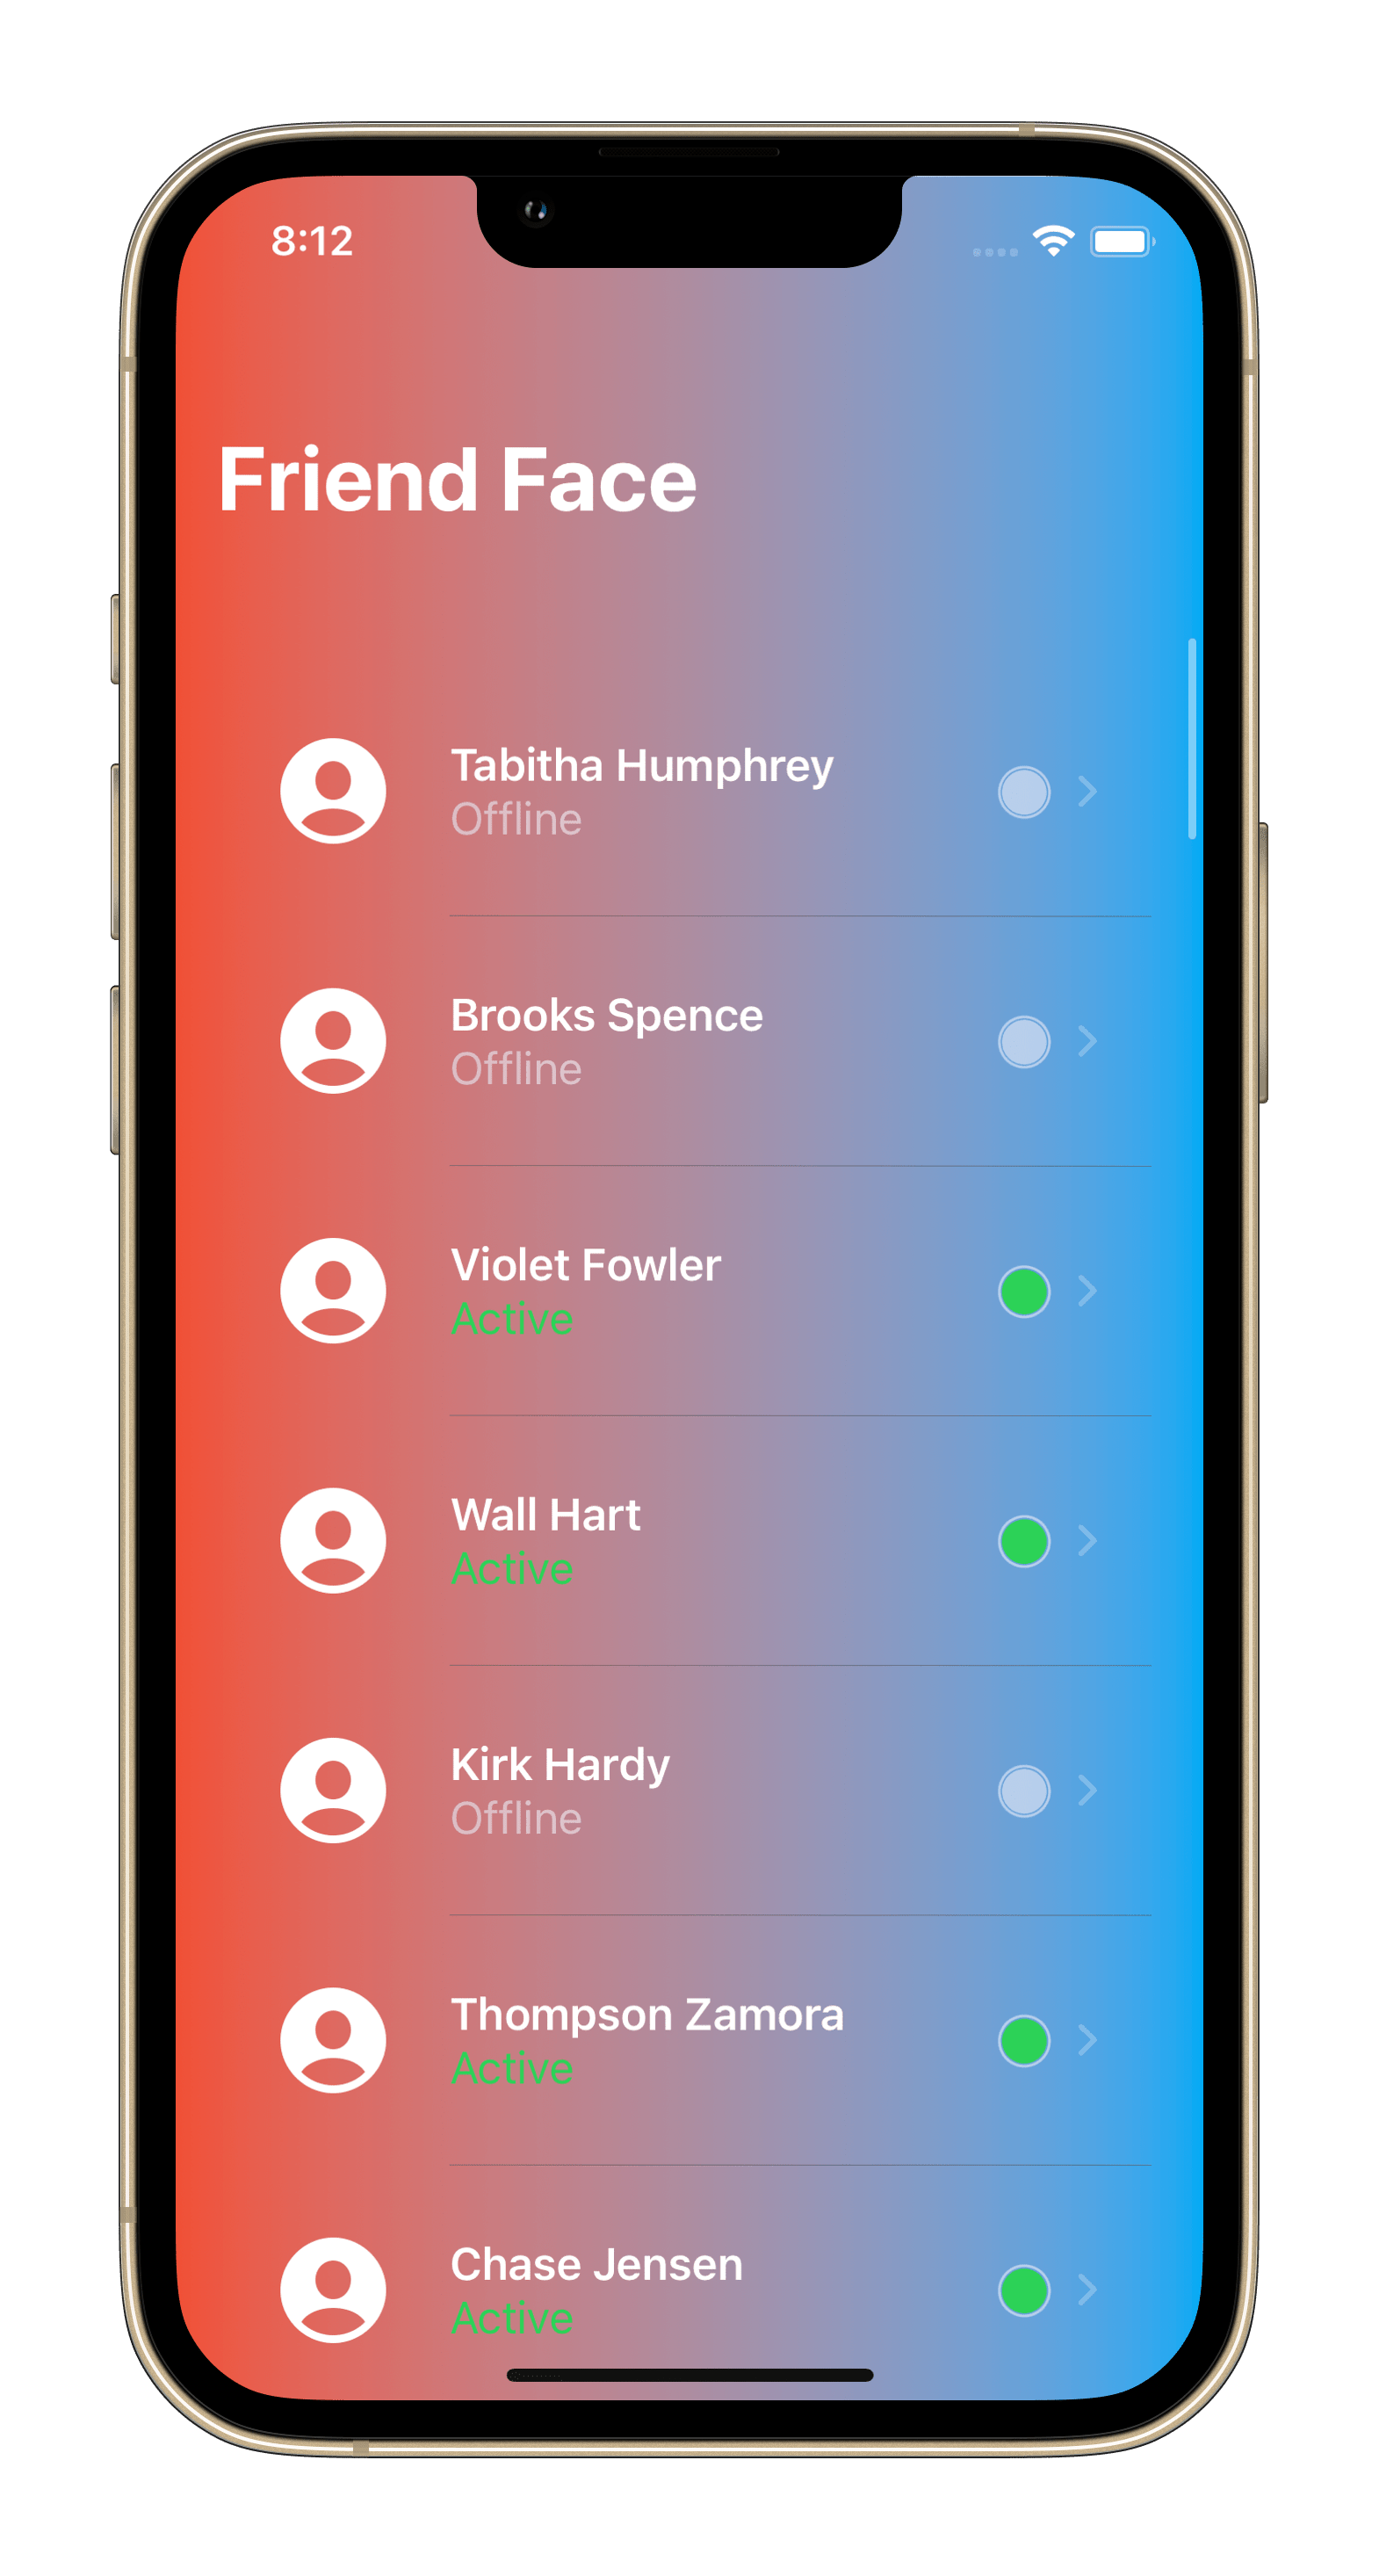 8:12
Friend Face
Tabitha Humphrey
Offline
Brooks Spence
Offline
Violet Fowler
Active
Wall Hart
Active
Kirk Hardy
Offline
Thompson Zamora
Active
Chase Jensen
Active